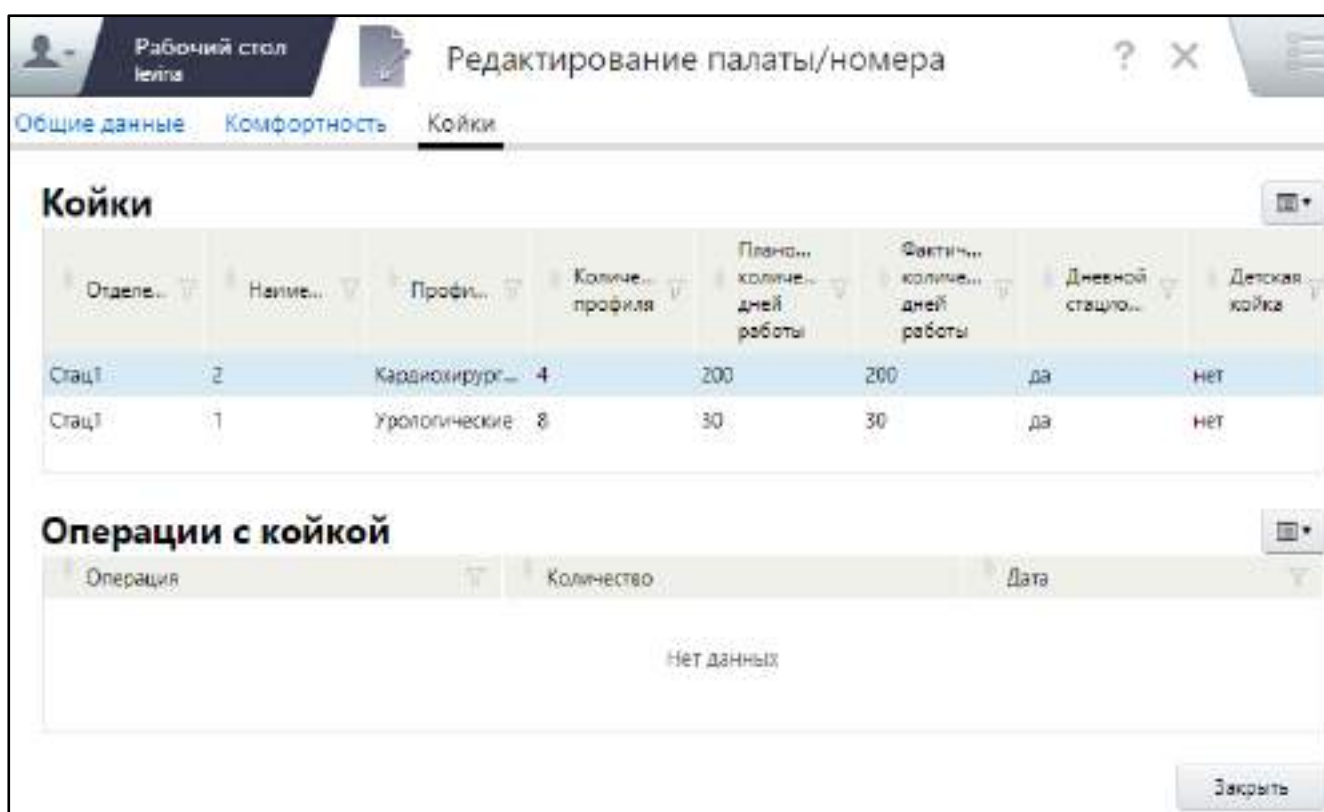 Рабочий стол
levina
Редактирование палаты/номера
? ✕
Общие данные Комфортность Койки
Койки
Отделе... Наиме... Профи... Количе... профиля Плано... количе... дней работы Фактич... количе... дней работы Дневной стацио... Детская койка
Стац1 2 Кардиохирург... 4 200 200 да нет
Стац1 1 Урологические 8 30 30 да нет
Операции с койкой
Операция Количество Дата
Нет данных
Закрыть